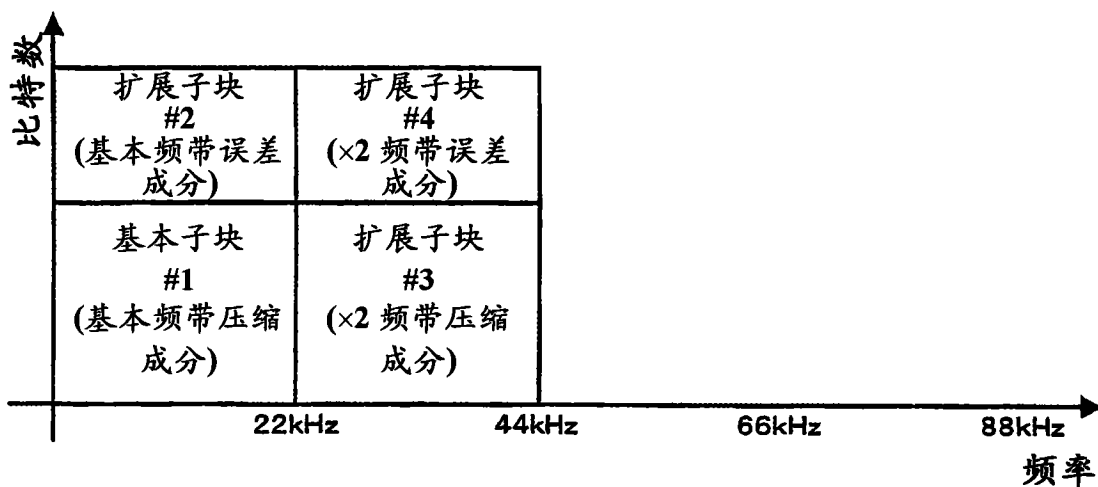 比特数
扩展子块
#2
(基本频带误差
成分)
扩展子块
#4
(×2 频带误差
成分)
基本子块
#1
(基本频带压缩
成分)
扩展子块
#3
(×2 频带压缩
成分)
22kHz
44kHz
66kHz
88kHz
频率